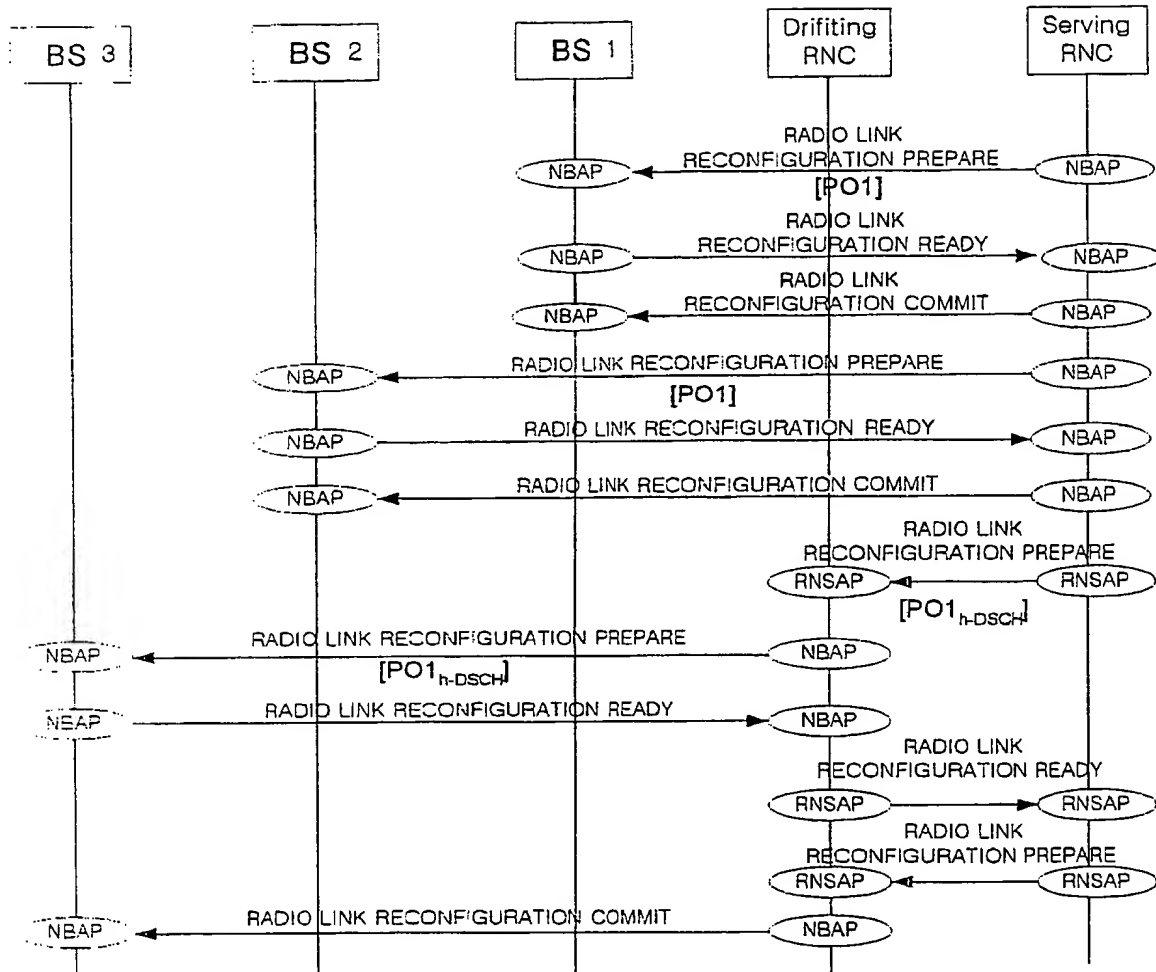 BS 3
BS 2
BS 1
Drifiting
RNC
Serving
RNC
RADIO LINK
RECONFIGURATION PREPARE
NBAP
NBAP
[PO1]
RADIO LINK
RECONFIGURATION READY
NBAP
NBAP
RADIO LINK
RECONFIGURATION COMMIT
NBAP
NBAP
RADIO LINK RECONFIGURATION PREPARE
NBAP
NBAP
[PO1]
RADIO LINK RECONFIGURATION READY
NBAP
NBAP
RADIO LINK RECONFIGURATION COMMIT
NBAP
NBAP
RADIO LINK
RECONFIGURATION PREPARE
RNSAP
RNSAP
[PO1h-DSCH]
RADIO LINK RECONFIGURATION PREPARE
NBAP
NBAP
[PO1h-DSCH]
RADIO LINK RECONFIGURATION READY
NBAP
NBAP
RADIO LINK
RECONFIGURATION READY
RNSAP
RNSAP
RADIO LINK
RECONFIGURATION PREPARE
RNSAP
RNSAP
RADIO LINK RECONFIGURATION COMMIT
NBAP
NBAP